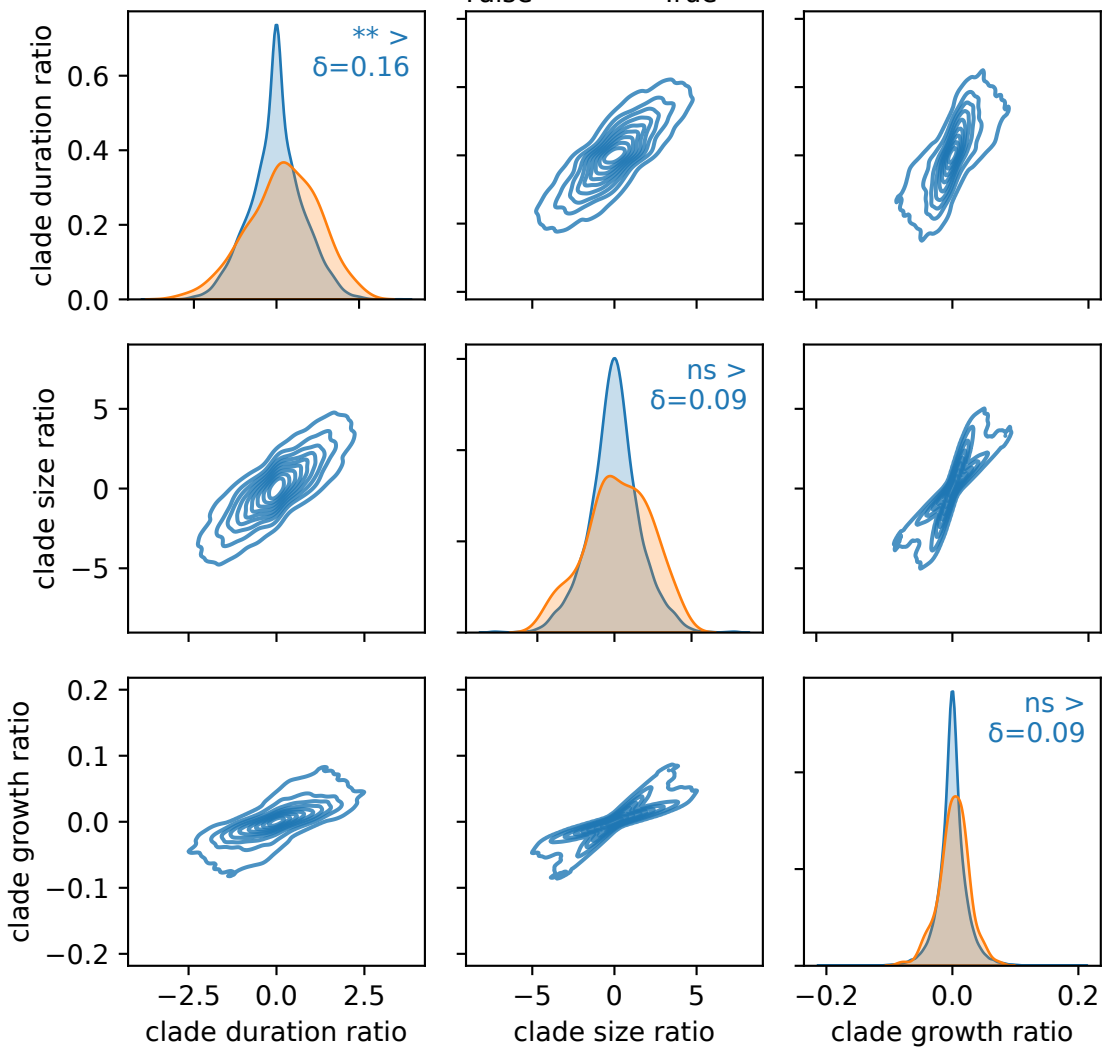 False True
clade duration ratio
0.6
0.4
0.2
0.0
** >
δ=0.16
clade size ratio
5
0
−5
ns >
δ=0.09
clade growth ratio
0.2
0.1
0.0
−0.1
−0.2
ns >
δ=0.09
−2.5 0.0 2.5
−5 0 5
−0.2 0.0 0.2
clade duration ratio
clade size ratio
clade growth ratio